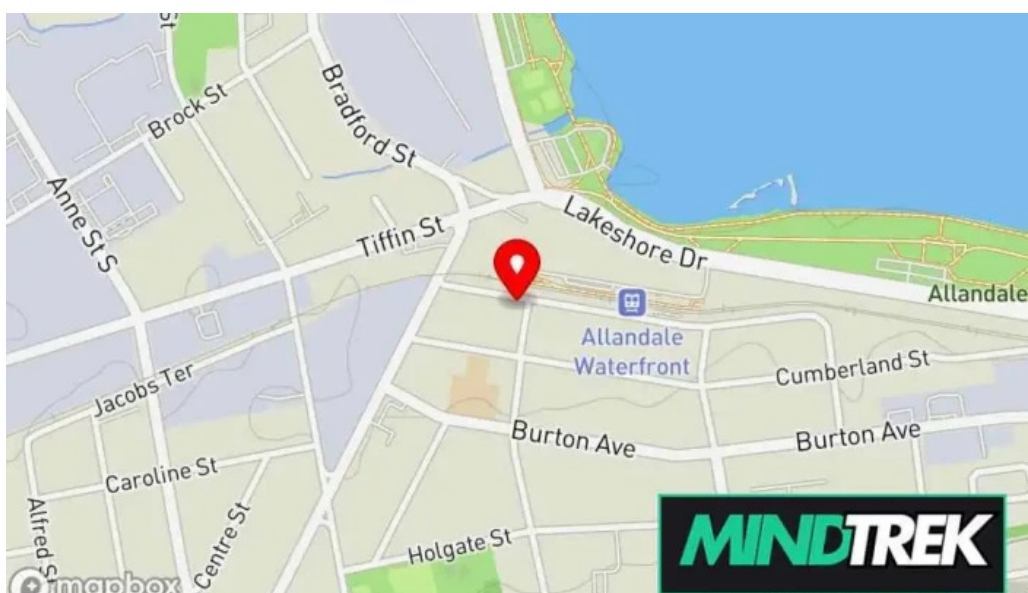 St
Brock St
Bradford St
Anne St S
Tiffin St
Lakeshore Dr
Allandale
Allandale
Waterfront
Cumberland St
Jacobs Ter
Burton Ave
Burton Ave
Caroline St
Alfred St
Centre St
Holgate St
MINDTREK
mapbox